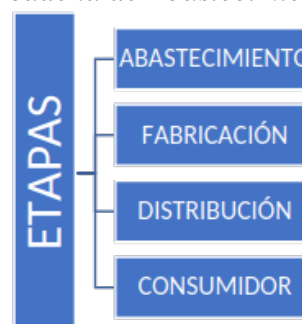 ETAPAS
ABASTECIMIENTO
FABRICACIÓN
DISTRIBUCIÓN
CONSUMIDOR